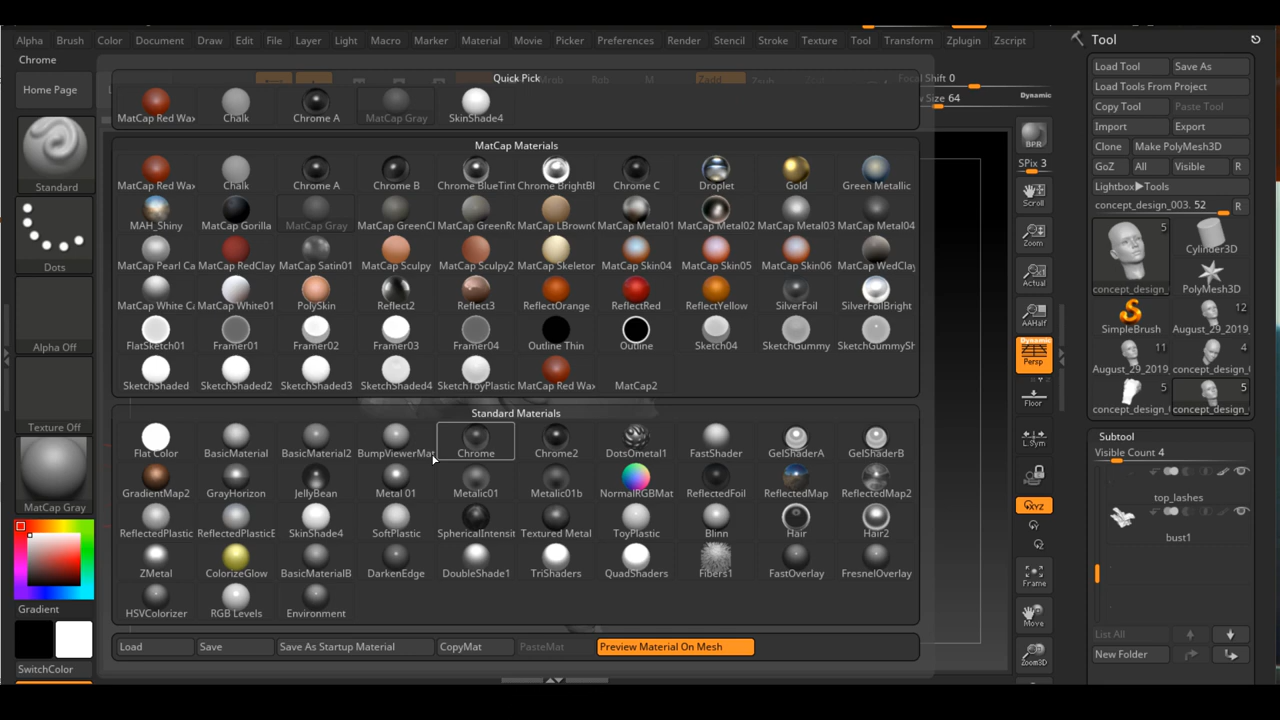 Alpha Brush Color Document Draw Edit File Layer Light Macro Marker Material Movie Picker Preferences Render Stencil Stroke Texture Tool Transform Zplugin Zscript
Chrome
Home Page
Standard
Dots
Alpha Off
Texture Off
MatCap Gray
Gradient
SwitchColor
Rgb M Zadd
Focal Shift 0
Size 64
Dynamic
Quick Pick
MatCap Red Wax Chalk Chrome A MatCap Gray SkinShade4
MatCap Materials
MatCap Red Wax Chalk Chrome A Chrome B Chrome BlueTint Chrome BrightBl Chrome C Droplet Gold Green Metallic
MAH_Shiny MatCap Gorilla MatCap Gray MatCap GreenCl MatCap GreenRo MatCap LBrownC MatCap Metal01 MatCap Metal02 MatCap Metal03 MatCap Metal04
MatCap Pearl Ca MatCap RedClay MatCap Satin01 MatCap Sculpy MatCap Sculpy2 MatCap Skeleton MatCap Skin04 MatCap Skin05 MatCap Skin06 MatCap WedClay
MatCap White Ca MatCap White01 PolySkin Reflect2 Reflect3 ReflectOrange ReflectRed ReflectYellow SilverFoil SilverFoilBright
FlatSketch01 Framer01 Framer02 Framer03 Framer04 Outline Thin Outline Sketch04 SketchGummy SketchGummySh
SketchShaded SketchShaded2 SketchShaded3 SketchShaded4 SketchToyPlastic MatCap Red Wax MatCap2
Standard Materials
Flat Color BasicMaterial BasicMaterial2 BumpViewerMat Chrome Chrome2 DotsOmetal1 FastShader GelShaderA GelShaderB
GradientMap2 GrayHorizon JellyBean Metal 01 Metalic01 Metalic01b NormalRGBMat ReflectedFoil ReflectedMap ReflectedMap2
ReflectedPlastic ReflectedPlasticE SkinShade4 SoftPlastic SphericalIntensit Textured Metal ToyPlastic Blinn Hair Hair2
ZMetal ColorizeGlow BasicMaterialB DarkenEdge DoubleShade1 TriShaders QuadShaders Fibers1 FastOverlay FresnelOverlay
HSVColorizer RGB Levels Environment
Load Save Save As Startup Material CopyMat PasteMat Preview Material On Mesh
BPR
SPix 3
Scroll
Zoom
Actual
AAHalf
Dynamic
Persp
Floor
L.Sym
XYZ
Frame
Move
Zoom3D
Tool
Load Tool Save As
Load Tools From Project
Copy Tool Paste Tool
Import Export
Clone Make PolyMesh3D
GoZ All Visible R
Lightbox▶Tools
concept_design_003. 52 R
5
concept_design_ Cylinder3D
PolyMesh3D
12
SimpleBrush August_29_2019_
11 4
August_29_2019_ concept_design_
5 5
concept_design_ concept_design_
Subtool
Visible Count 4
top_lashes
bust1
List All
New Folder